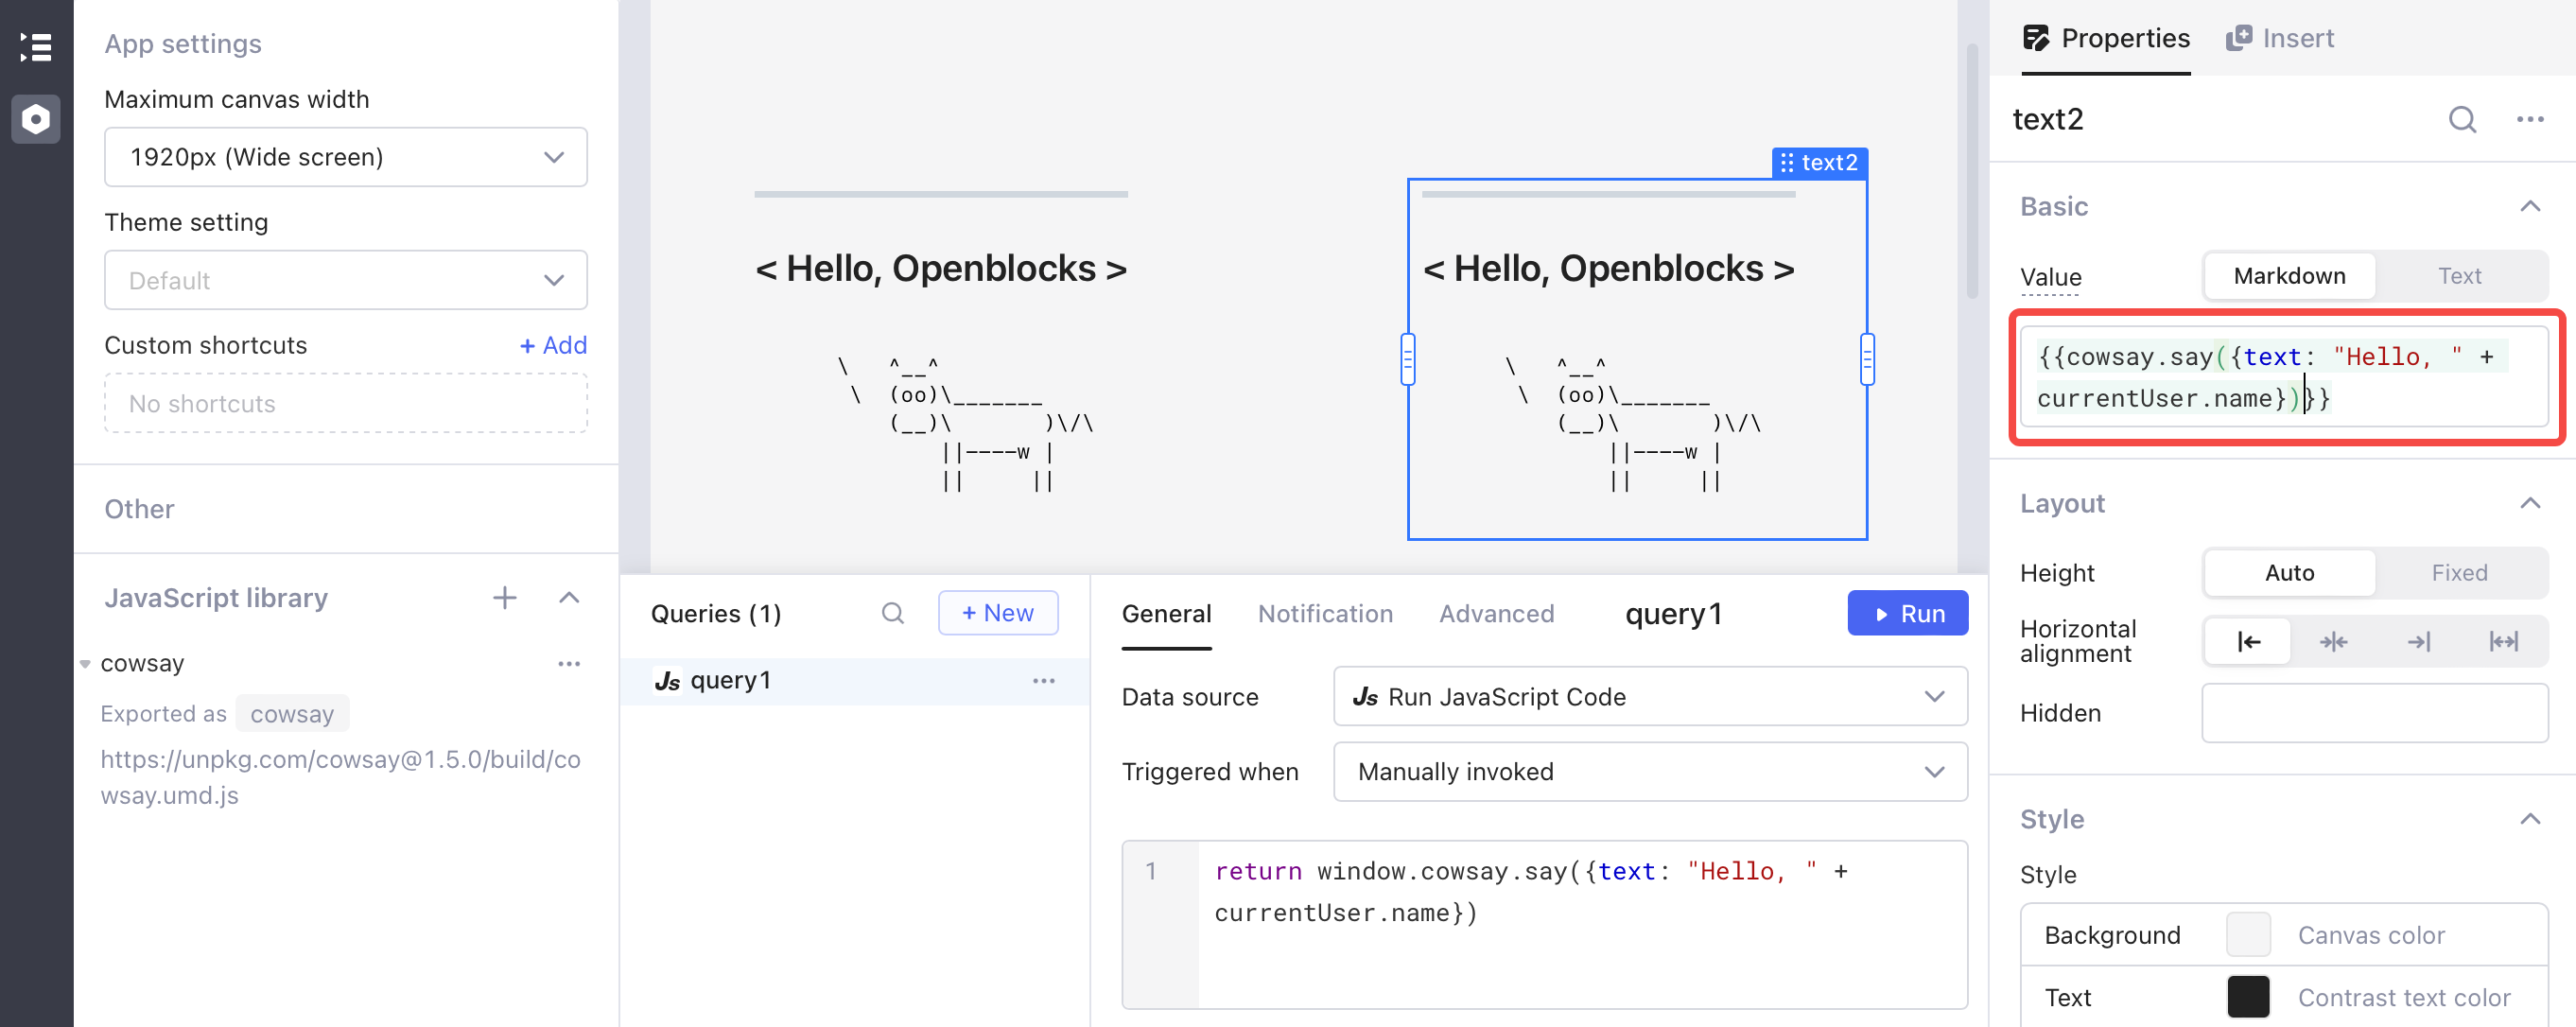 App settings
Maximum canvas width
1920px (Wide screen)
Theme setting
Default
Custom shortcuts
+ Add
No shortcuts
Other
JavaScript library
cowsay
Exported as cowsay
https://unpkg.com/cowsay@1.5.0/build/co
wsay.umd.js
< Hello, Openblocks >
\   ^__^
 \  (oo)\_______
    (__)\       )\/\
        ||----w |
        ||     ||
text2
< Hello, Openblocks >
\   ^__^
 \  (oo)\_______
    (__)\       )\/\
        ||----w |
        ||     ||
Queries (1)
+ New
Js query1
General
Notification
Advanced
query1
Run
Data source
Js Run JavaScript Code
Triggered when
Manually invoked
1
return window.cowsay.say({text: "Hello, " +
currentUser.name})
Properties
Insert
text2
Basic
Value
Markdown
Text
{{cowsay.say({text: "Hello, " +
currentUser.name})}}
Layout
Height
Auto
Fixed
Horizontal
alignment
Hidden
Style
Style
Background
Canvas color
Text
Contrast text color